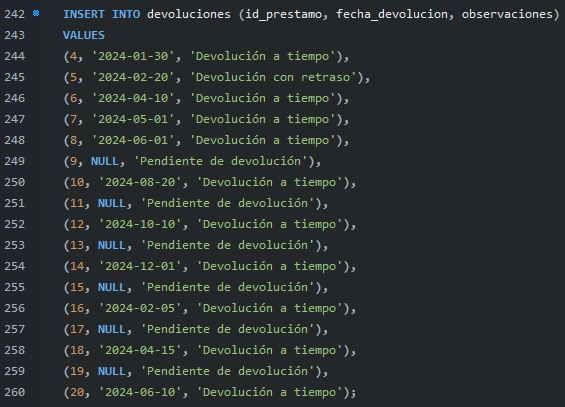 242 INSERT INTO devoluciones (id_prestamo, fecha_devolucion, observaciones)
243 VALUES
244 (4, '2024-01-30', 'Devolución a tiempo'),
245 (5, '2024-02-20', 'Devolución con retraso'),
246 (6, '2024-04-10', 'Devolución a tiempo'),
247 (7, '2024-05-01', 'Devolución a tiempo'),
248 (8, '2024-06-01', 'Devolución a tiempo'),
249 (9, NULL, 'Pendiente de devolución'),
250 (10, '2024-08-20', 'Devolución a tiempo'),
251 (11, NULL, 'Pendiente de devolución'),
252 (12, '2024-10-10', 'Devolución a tiempo'),
253 (13, NULL, 'Pendiente de devolución'),
254 (14, '2024-12-01', 'Devolución a tiempo'),
255 (15, NULL, 'Pendiente de devolución'),
256 (16, '2024-02-05', 'Devolución a tiempo'),
257 (17, NULL, 'Pendiente de devolución'),
258 (18, '2024-04-15', 'Devolución a tiempo'),
259 (19, NULL, 'Pendiente de devolución'),
260 (20, '2024-06-10', 'Devolución a tiempo');